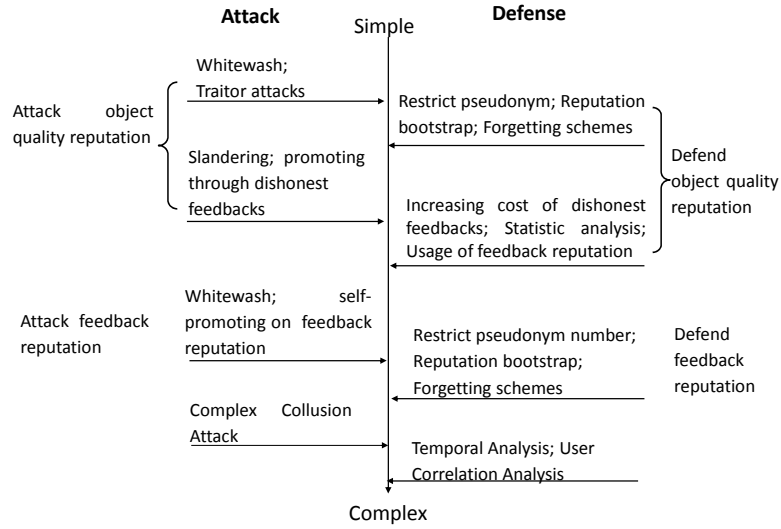 Attack
Defense
Simple
Whitewash;
Traitor attacks
Attack object
quality reputation
Restrict pseudonym; Reputation
bootstrap; Forgetting schemes
Slandering; promoting
through dishonest
feedbacks
Defend
object quality
reputation
Increasing cost of dishonest
feedbacks; Statistic analysis;
Usage of feedback reputation
Whitewash; self-
promoting on feedback
reputation
Attack feedback
reputation
Restrict pseudonym number;
Reputation bootstrap;
Forgetting schemes
Defend
feedback
reputation
Complex Collusion
Attack
Temporal Analysis; User
Correlation Analysis
Complex